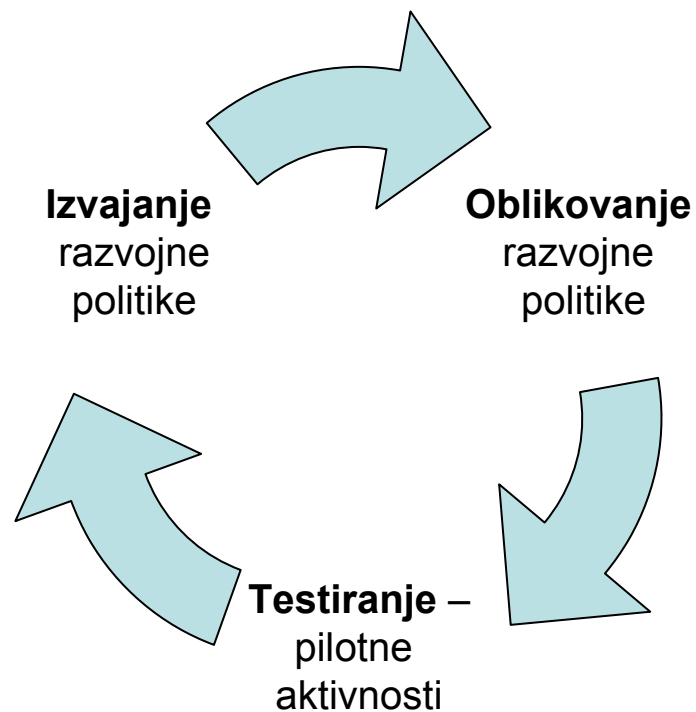 Izvajanje
razvojne
politike
Oblikovanje
razvojne
politike
Testiranje –
pilotne
aktivnosti